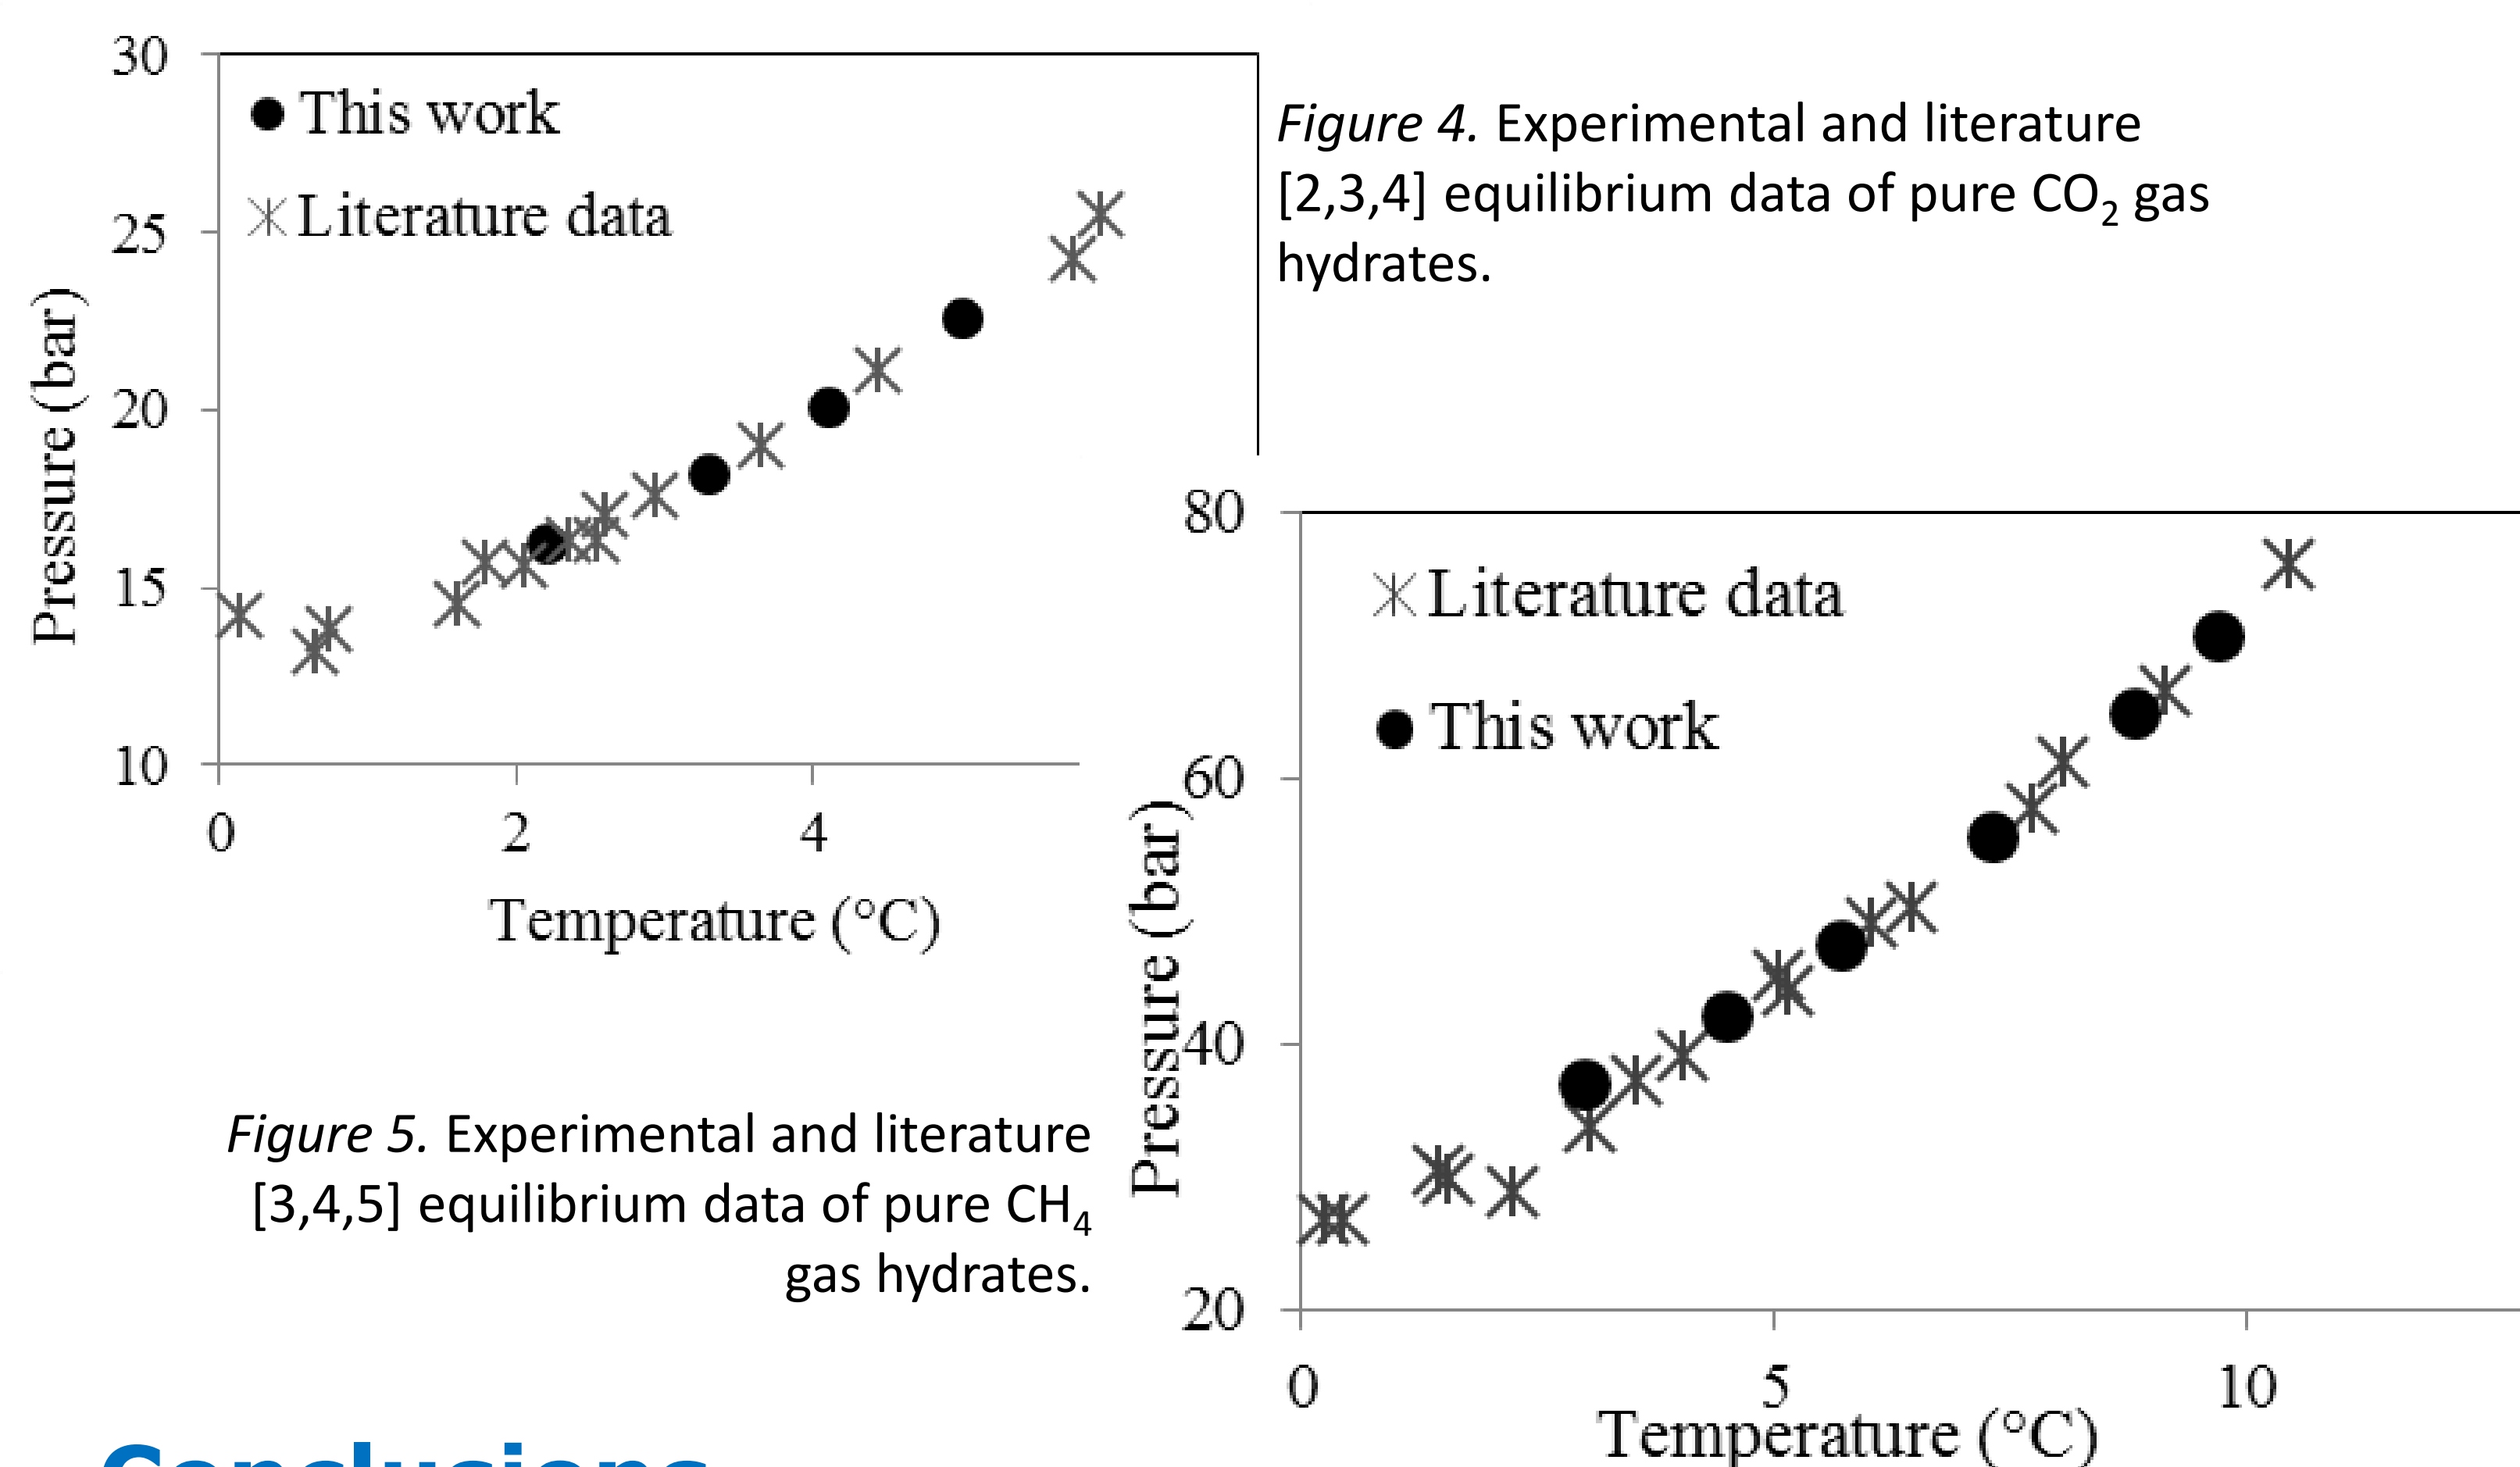 30
This work
Literature data
25
20
15
10
Pressure (bar)
0 2 4
Temperature (°C)
Figure 4. Experimental and literature
[2,3,4] equilibrium data of pure CO₂ gas
hydrates.
80
Literature data
This work
60
40
20
Pressure (bar)
0 5 10
Temperature (°C)
Figure 5. Experimental and literature
[3,4,5] equilibrium data of pure CH₄
gas hydrates.
Conclusions